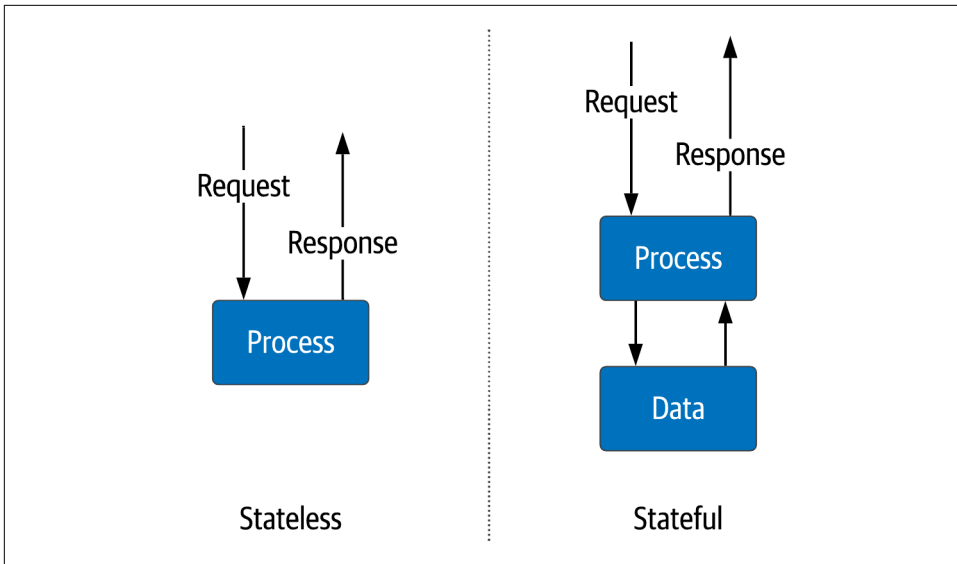 Request
Response
Process
Stateless
Request
Response
Process
Data
Stateful